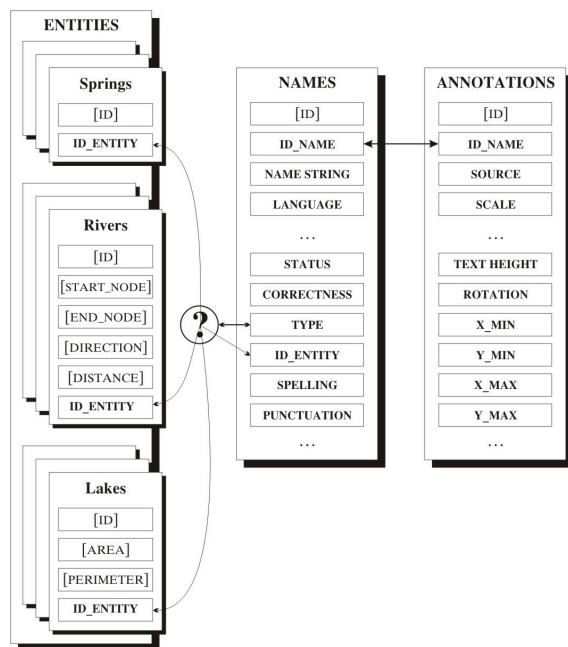 ENTITIES
Springs
[ID]
ID_ENTITY
Rivers
[ID]
[START_NODE]
[END_NODE]
[DIRECTION]
[DISTANCE]
ID_ENTITY
Lakes
[ID]
[AREA]
[PERIMETER]
ID_ENTITY
?
NAMES
[ID]
ID_NAME
NAME STRING
LANGUAGE
...
STATUS
CORRECTNESS
TYPE
ID_ENTITY
SPELLING
PUNCTUATION
...
ANNOTATIONS
[ID]
ID_NAME
SOURCE
SCALE
...
TEXT HEIGHT
ROTATION
X_MIN
Y_MIN
X_MAX
Y_MAX
...